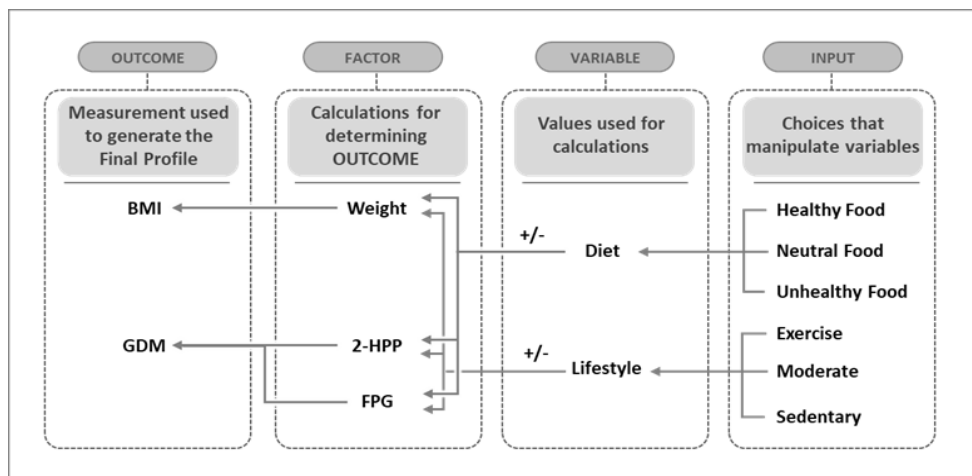 OUTCOME
FACTOR
VARIABLE
INPUT
Measurement used
to generate the
Final Profile
Calculations for
determining
OUTCOME
Values used for
calculations
Choices that
manipulate variables
BMI
Weight
Healthy Food
+/-
Diet
Neutral Food
Unhealthy Food
GDM
2-HPP
Exercise
+/-
Lifestyle
Moderate
FPG
Sedentary